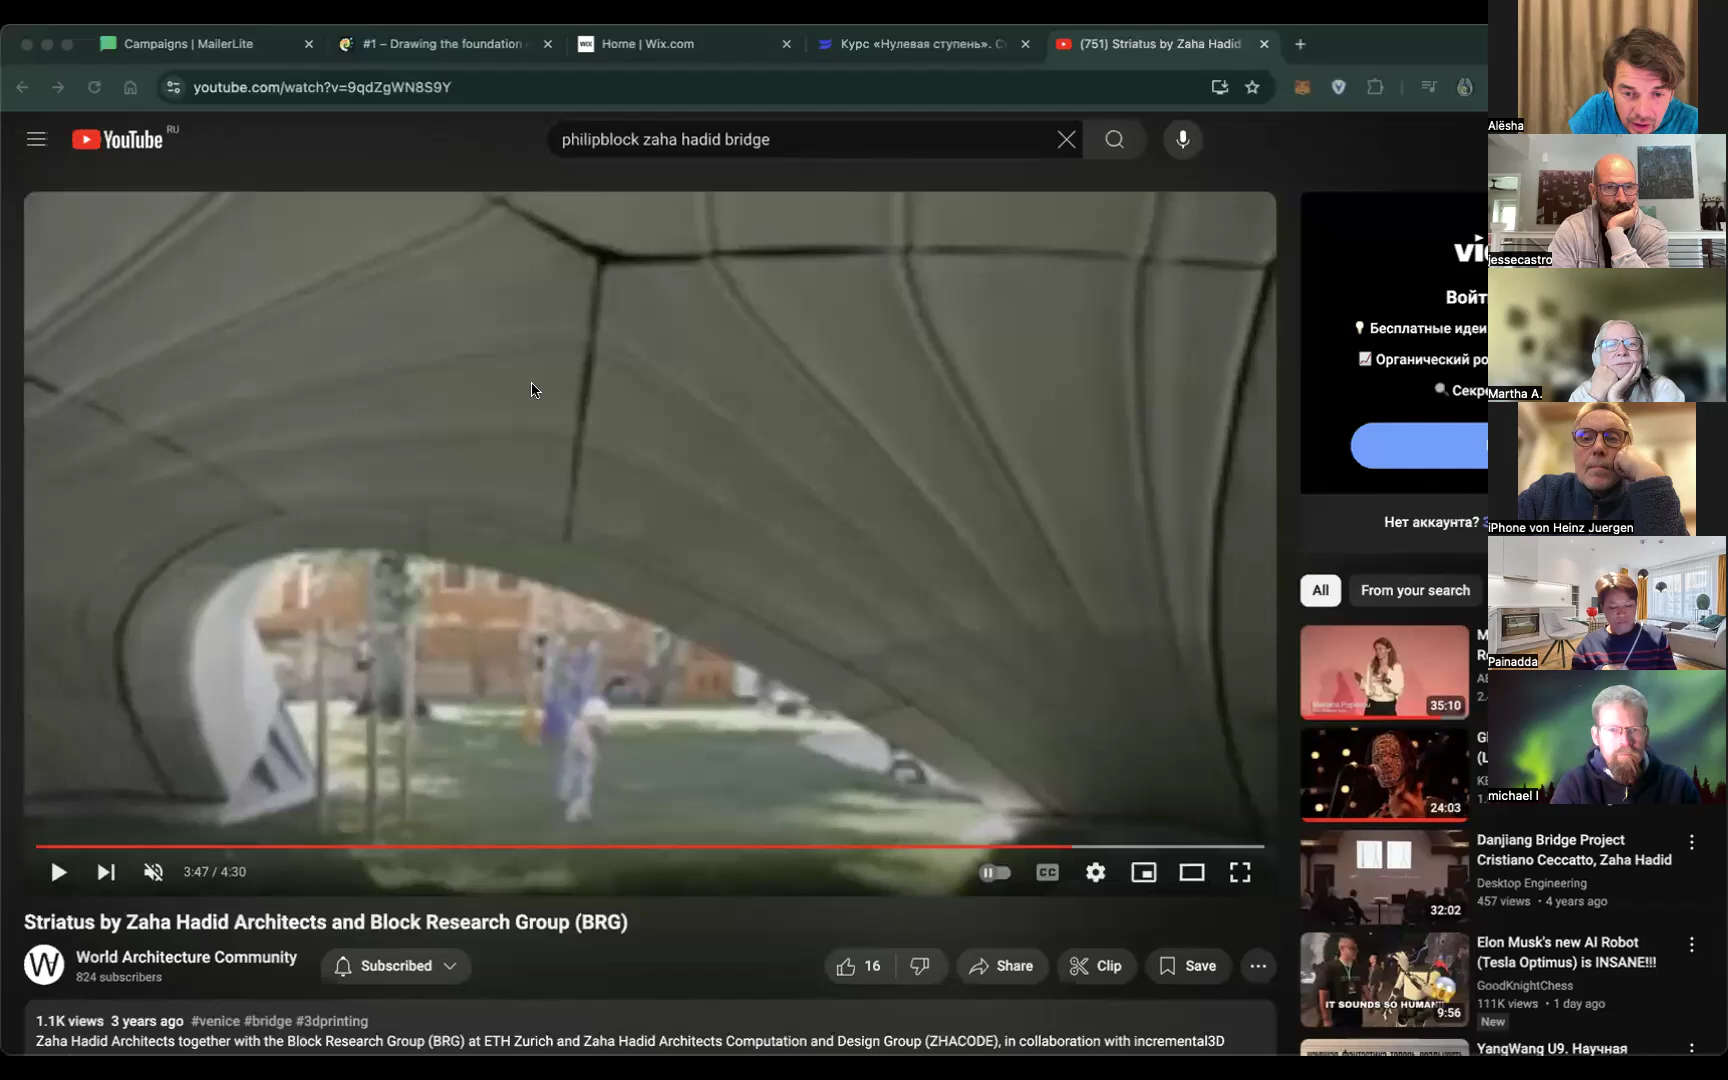 Campaigns | MailerLite
#1 – Drawing the foundation
WIX
Home | Wix.com
Курс «Нулевая ступень».
(751) Striatus by Zaha Hadid
youtube.com/watch?v=9qdZgWN8S9Y
YouTube RU
philipblock zaha hadid bridge
Alësha
jessecastro
Martha A.
iPhone von Heinz Juergen
Painadda
michael l
Войт
Бесплатные идеи
Органический ро
Секр
Нет аккаунта?
All
From your search
35:10
24:03
Danjiang Bridge Project
Cristiano Ceccatto, Zaha Hadid
Desktop Engineering
457 views • 4 years ago
32:02
Elon Musk's new AI Robot
(Tesla Optimus) is INSANE!!!
GoodKnightChess
111K views • 1 day ago
New
IT SOUNDS SO HUMAN!
9:56
YangWang U9. Научная
3:47 / 4:30
CC
Striatus by Zaha Hadid Architects and Block Research Group (BRG)
W
World Architecture Community
824 subscribers
Subscribed
16
Share
Clip
Save
1.1K views 3 years ago #venice #bridge #3dprinting
Zaha Hadid Architects together with the Block Research Group (BRG) at ETH Zurich and Zaha Hadid Architects Computation and Design Group (ZHACODE), in collaboration with incremental3D